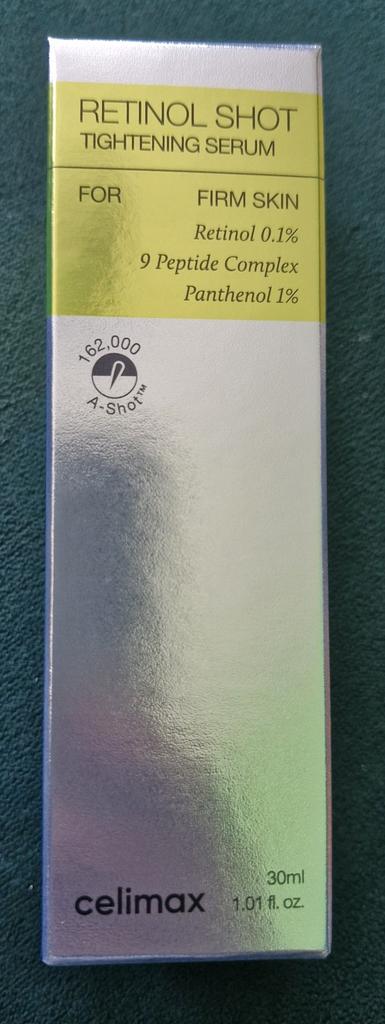 RETINOL SHOT
TIGHTENING SERUM
FOR FIRM SKIN
Retinol 0.1%
9 Peptide Complex
Panthenol 1%
162,000
A-Shot™
30ml
celimax 1.01 fl. oz.